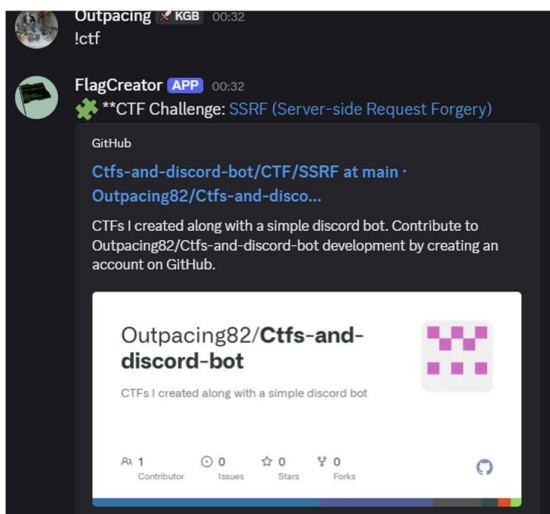 Outpacing KGB 00:32
!ctf
FlagCreator APP 00:32
**CTF Challenge: SSRF (Server-side Request Forgery)
GitHub
Ctfs-and-discord-bot/CTF/SSRF at main ·
Outpacing82/Ctfs-and-disco...
CTFs I created along with a simple discord bot. Contribute to
Outpacing82/Ctfs-and-discord-bot development by creating an
account on GitHub.
Outpacing82/Ctfs-and-
discord-bot
CTFs I created along with a simple discord bot
1 0 0 0
Contributor Issues Stars Forks